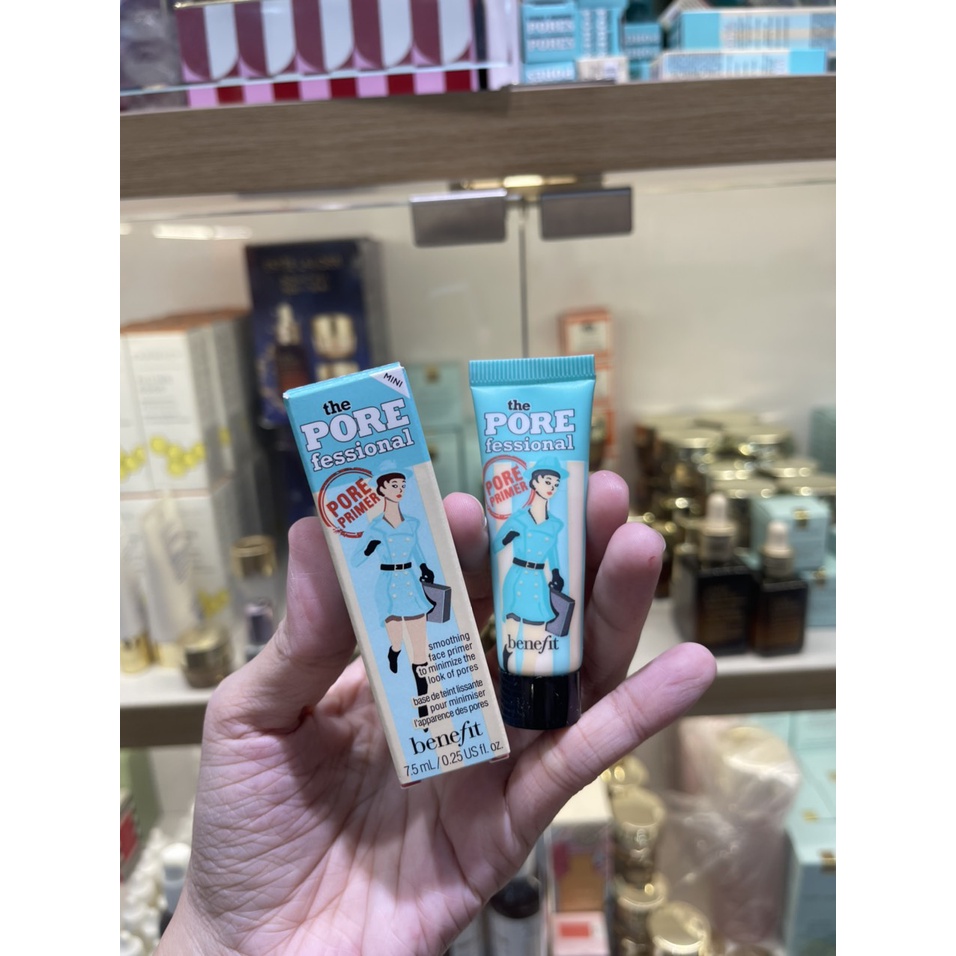 MINI
the
PORE
fessional
PORE
PRIMER
smoothing
face primer
to minimize the
look of pores
base de teint lissante
pour minimiser
l'apparence des pores
benefit
7.5 mL / 0.25 US fl. oz.
the
PORE
fessional
PORE
PRIMER
benefit